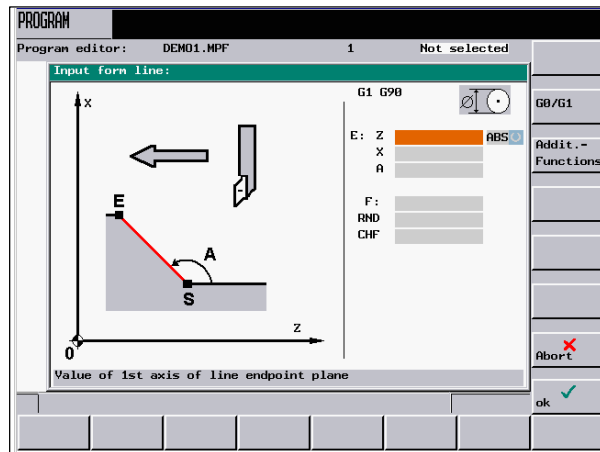 PROGRAM
Program editor: DEMO1.MPF 1 Not selected
Input form line:
X
E
A
S
Z
0
G1 G90
Ø
E: Z ABS
X
A
F:
RND
CHF
Value of 1st axis of line endpoint plane
G0/G1
Addit.-
Functions
Abort
ok